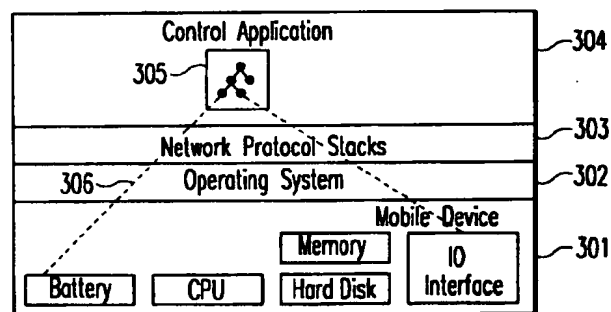 Control Application
304
305
303
Network Protocol Stacks
302
306
Operating System
Mobile Device
301
Memory
IO
Interface
Battery
CPU
Hard Disk